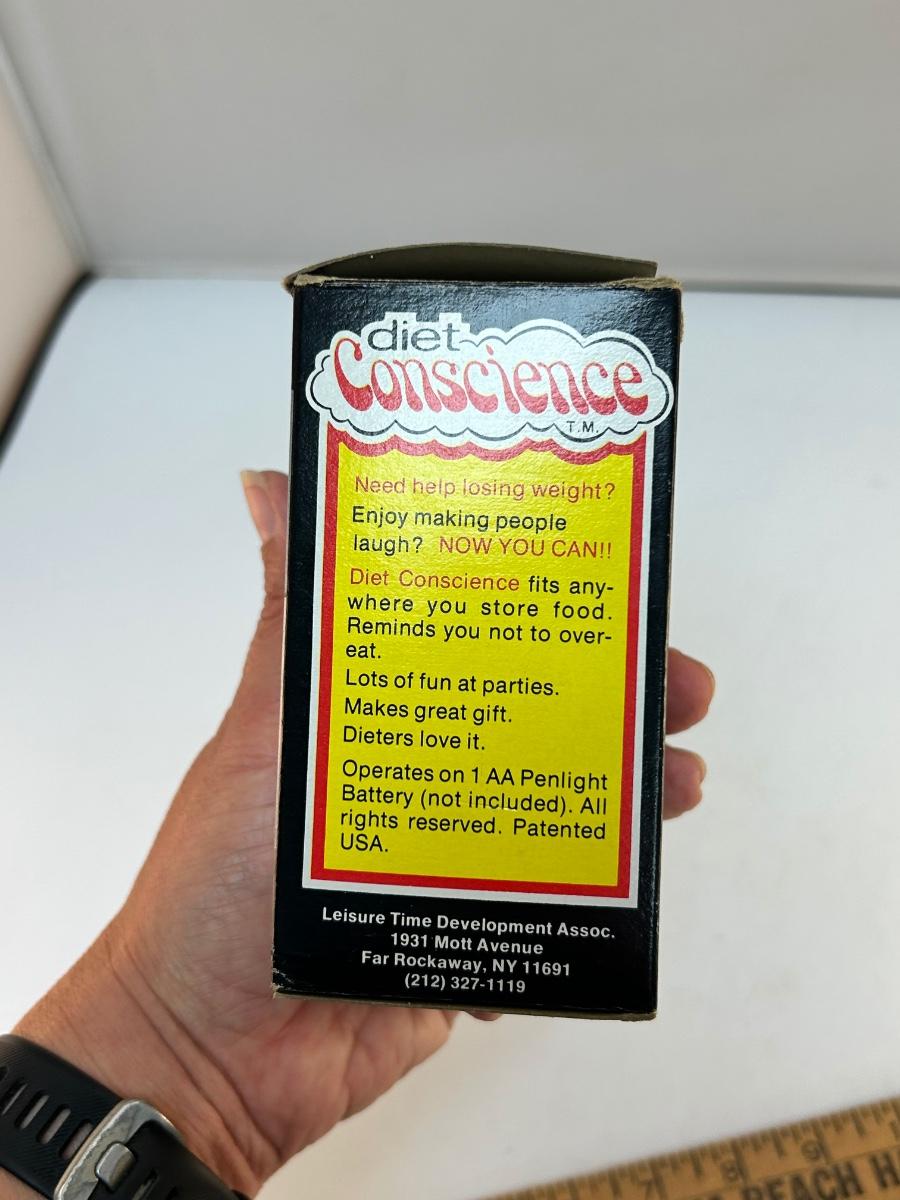 diet
Conscience
T.M.
Need help losing weight?
Enjoy making people
laugh? NOW YOU CAN!!
Diet Conscience fits any-
where you store food.
Reminds you not to over-
eat.
Lots of fun at parties.
Makes great gift.
Dieters love it.
Operates on 1 AA Penlight
Battery (not included). All
rights reserved. Patented
USA.
Leisure Time Development Assoc.
1931 Mott Avenue
Far Rockaway, NY 11691
(212) 327-1119